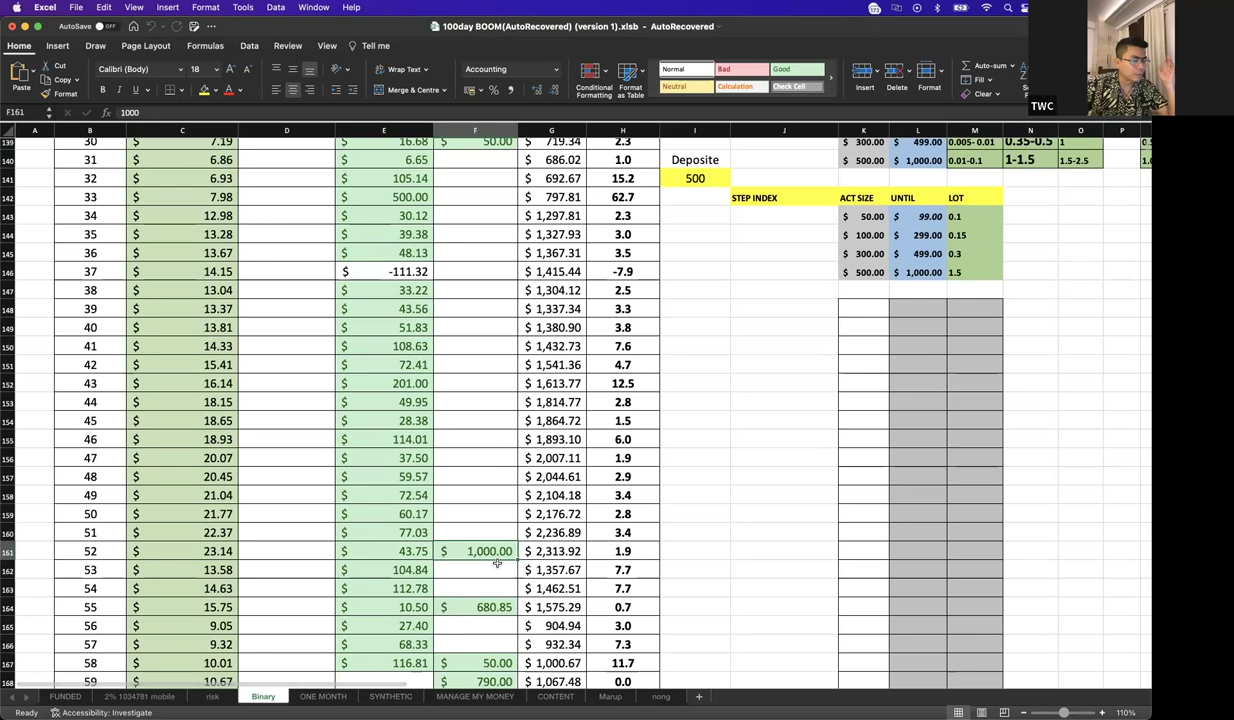 Excel File Edit View Insert Format Tools Data Window Help
AutoSave OFF 100day BOOM(AutoRecovered) (version 1).xlsb - AutoRecovered
Home Insert Draw Page Layout Formulas Data Review View Tell me
Paste Cut Copy Format Calibri (Body) 18 Wrap Text Merge & Centre Accounting Conditional Formatting Format as Table Normal Bad Good Neutral Calculation Check Cell Insert Delete Format Auto-sum Fill Clear
TWC
F161 fx 1000
A B C D E F G H I J K L M N O P
139 30 $ 7.19 $ 16.68 $ 50.00 $ 719.34 2.3 $ 300.00 $ 499.00 0.005- 0.01 0.35-0.5 1
140 31 $ 6.86 $ 6.65 $ 686.02 1.0 Deposite $ 500.00 $ 1,000.00 0.01-0.1 1-1.5 1.5-2.5
141 32 $ 6.93 $ 105.14 $ 692.67 15.2 500
142 33 $ 7.98 $ 500.00 $ 797.81 62.7 STEP INDEX ACT SIZE UNTIL LOT
143 34 $ 12.98 $ 30.12 $ 1,297.81 2.3 $ 50.00 $ 99.00 0.1
144 35 $ 13.28 $ 39.38 $ 1,327.93 3.0 $ 100.00 $ 299.00 0.15
145 36 $ 13.67 $ 48.13 $ 1,367.31 3.5 $ 300.00 $ 499.00 0.3
146 37 $ 14.15 $ -111.32 $ 1,415.44 -7.9 $ 500.00 $ 1,000.00 1.5
147 38 $ 13.04 $ 33.22 $ 1,304.12 2.5
148 39 $ 13.37 $ 43.56 $ 1,337.34 3.3
149 40 $ 13.81 $ 51.83 $ 1,380.90 3.8
150 41 $ 14.33 $ 108.63 $ 1,432.73 7.6
151 42 $ 15.41 $ 72.41 $ 1,541.36 4.7
152 43 $ 16.14 $ 201.00 $ 1,613.77 12.5
153 44 $ 18.15 $ 49.95 $ 1,814.77 2.8
154 45 $ 18.65 $ 28.38 $ 1,864.72 1.5
155 46 $ 18.93 $ 114.01 $ 1,893.10 6.0
156 47 $ 20.07 $ 37.50 $ 2,007.11 1.9
157 48 $ 20.45 $ 59.57 $ 2,044.61 2.9
158 49 $ 21.04 $ 72.54 $ 2,104.18 3.4
159 50 $ 21.77 $ 60.17 $ 2,176.72 2.8
160 51 $ 22.37 $ 77.03 $ 2,236.89 3.4
161 52 $ 23.14 $ 43.75 $ 1,000.00 $ 2,313.92 1.9
162 53 $ 13.58 $ 104.84 $ 1,357.67 7.7
163 54 $ 14.63 $ 112.78 $ 1,462.51 7.7
164 55 $ 15.75 $ 10.50 $ 680.85 $ 1,575.29 0.7
165 56 $ 9.05 $ 27.40 $ 904.94 3.0
166 57 $ 9.32 $ 68.33 $ 932.34 7.3
167 58 $ 10.01 $ 116.81 $ 50.00 $ 1,000.67 11.7
168 59 $ 10.67 $ 790.00 $ 1,067.48 0.0
FUNDED 2% 1034781 mobile risk Binary ONE MONTH SYNTHETIC MANAGE MY MONEY CONTENT Marup nong +
Ready Accessibility: Investigate 110%